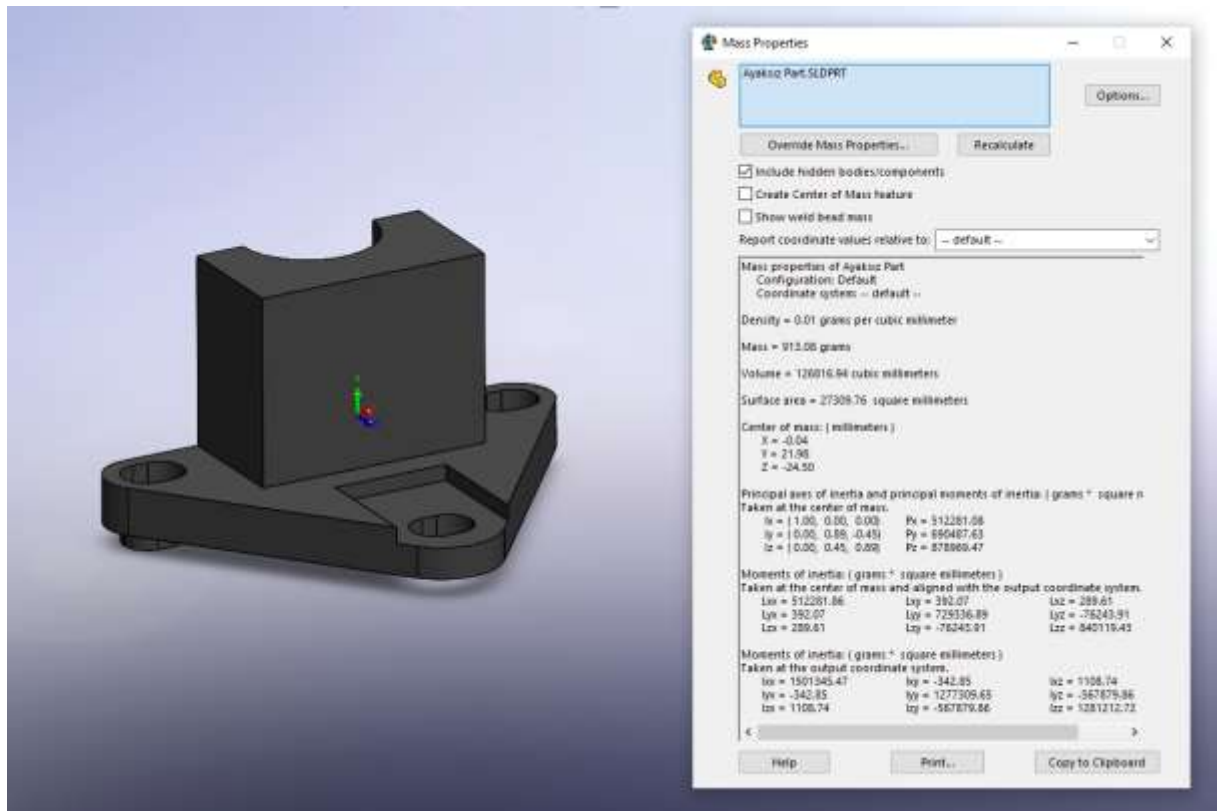 Mass Properties
Ayaksız Part.SLDPRT
Options...
Override Mass Properties... Recalculate
Include hidden bodies/components
Create Center of Mass feature
Show weld bead mass
Report coordinate values relative to: -- default --
Mass properties of Ayaksız Part
Configuration: Default
Coordinate system: -- default --
Density = 0.01 grams per cubic millimeter
Mass = 913.08 grams
Volume = 126816.94 cubic millimeters
Surface area = 27309.76 square millimeters
Center of mass: ( millimeters )
X = -0.04
Y = 21.98
Z = -24.50
Principal axes of inertia and principal moments of inertia: ( grams * square m
Taken at the center of mass.
Ix = ( 1.00, 0.00, 0.00) Px = 512281.08
Iy = ( 0.00, 0.89, -0.45) Py = 690487.63
Iz = ( 0.00, 0.45, 0.89) Pz = 878969.47
Moments of inertia: ( grams * square millimeters )
Taken at the center of mass and aligned with the output coordinate system.
Lxx = 512281.86 Lxy = 392.07 Lxz = 289.61
Lyx = 392.07 Lyy = 729336.89 Lyz = -76243.91
Lzx = 289.61 Lzy = -76243.91 Lzz = 840119.43
Moments of inertia: ( grams * square millimeters )
Taken at the output coordinate system.
Ixx = 1501345.47 Ixy = -342.85 Ixz = 1108.74
Iyx = -342.85 Iyy = 1277309.65 Iyz = -567879.86
Izx = 1108.74 Izy = -567879.86 Izz = 1281212.72
Help Print... Copy to Clipboard